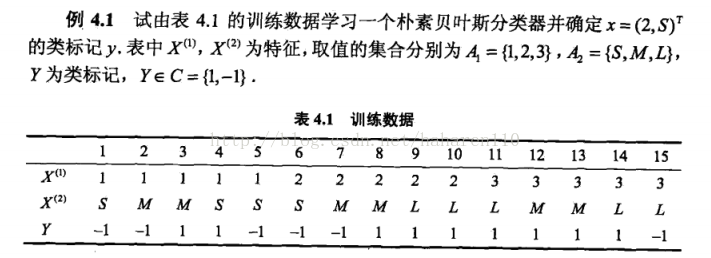 例 4.1 试由表 4.1 的训练数据学习一个朴素贝叶斯分类器并确定 x = (2, S)ᵀ
的类标记 y. 表中 X⁽¹⁾, X⁽²⁾ 为特征, 取值的集合分别为 A₁ = {1,2,3}, A₂ = {S,M,L},
Y 为类标记, Y ∈ C = {1,−1}.
表 4.1 训练数据
http://blog.csdn.net/haharen110
1 2 3 4 5 6 7 8 9 10 11 12 13 14 15
X⁽¹⁾ 1 1 1 1 1 2 2 2 2 2 3 3 3 3 3
X⁽²⁾ S M M S S S M M L L L M M L L
Y −1 −1 1 1 −1 −1 −1 1 1 1 1 1 1 1 −1